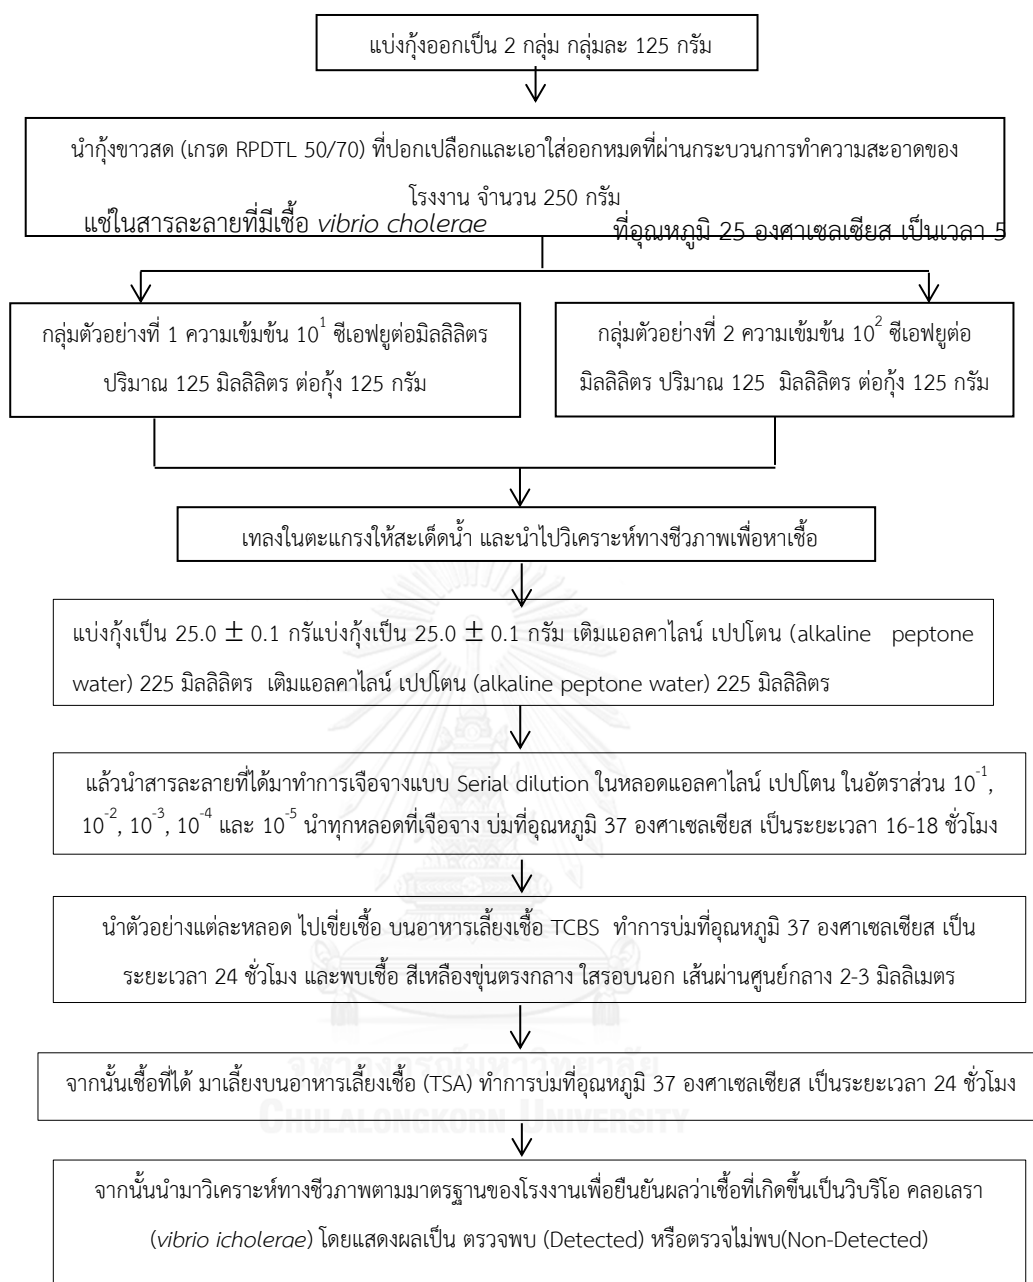 แบ่งกุ้งออกเป็น 2 กลุ่ม กลุ่มละ 125 กรัม
นำกุ้งขาวสด (เกรด RPDTL 50/70) ที่ปอกเปลือกและเอาใส่ออกหมดที่ผ่านกระบวนการทำความสะอาดของ
โรงงาน จำนวน 250 กรัม
แช่ในสารละลายที่มีเชื้อ vibrio cholerae ที่อุณหภูมิ 25 องศาเซลเซียส เป็นเวลา 5
กลุ่มตัวอย่างที่ 1 ความเข้มข้น 10^1 ซีเอฟยูต่อมิลลิลิตร
ปริมาณ 125 มิลลิลิตร ต่อกุ้ง 125 กรัม
กลุ่มตัวอย่างที่ 2 ความเข้มข้น 10^2 ซีเอฟยูต่อ
มิลลิลิตร ปริมาณ 125 มิลลิลิตร ต่อกุ้ง 125 กรัม
เทลงในตะแกรงให้สะเด็ดน้ำ และนำไปวิเคราะห์ทางชีวภาพเพื่อหาเชื้อ
แบ่งกุ้งเป็น 25.0 ± 0.1 กรัแบ่งกุ้งเป็น 25.0 ± 0.1 กรัม เติมแอลคาไลน์ เปปโตน (alkaline peptone
water) 225 มิลลิลิตร เติมแอลคาไลน์ เปปโตน (alkaline peptone water) 225 มิลลิลิตร
แล้วนำสารละลายที่ได้มาทำการเจือจางแบบ Serial dilution ในหลอดแอลคาไลน์ เปปโตน ในอัตราส่วน 10^-1,
10^-2, 10^-3, 10^-4 และ 10^-5 นำทุกหลอดที่เจือจาง บ่มที่อุณหภูมิ 37 องศาเซลเซียส เป็นระยะเวลา 16-18 ชั่วโมง
นำตัวอย่างแต่ละหลอด ไปเขี่ยเชื้อ บนอาหารเลี้ยงเชื้อ TCBS ทำการบ่มที่อุณหภูมิ 37 องศาเซลเซียส เป็น
ระยะเวลา 24 ชั่วโมง และพบเชื้อ สีเหลืองขุ่นตรงกลาง ใสรอบนอก เส้นผ่านศูนย์กลาง 2-3 มิลลิเมตร
จุฬาลงกรณ์มหาวิทยาลัย
จากนั้นเชื้อที่ได้ มาเลี้ยงบนอาหารเลี้ยงเชื้อ (TSA) ทำการบ่มที่อุณหภูมิ 37 องศาเซลเซียส เป็นระยะเวลา 24 ชั่วโมง
CHULALONGKORN UNIVERSITY
จากนั้นนำมาวิเคราะห์ทางชีวภาพตามมาตรฐานของโรงงานเพื่อยืนยันผลว่าเชื้อที่เกิดขึ้นเป็นวิบริโอ คลอเลรา
(vibrio icholerae) โดยแสดงผลเป็น ตรวจพบ (Detected) หรือตรวจไม่พบ(Non-Detected)